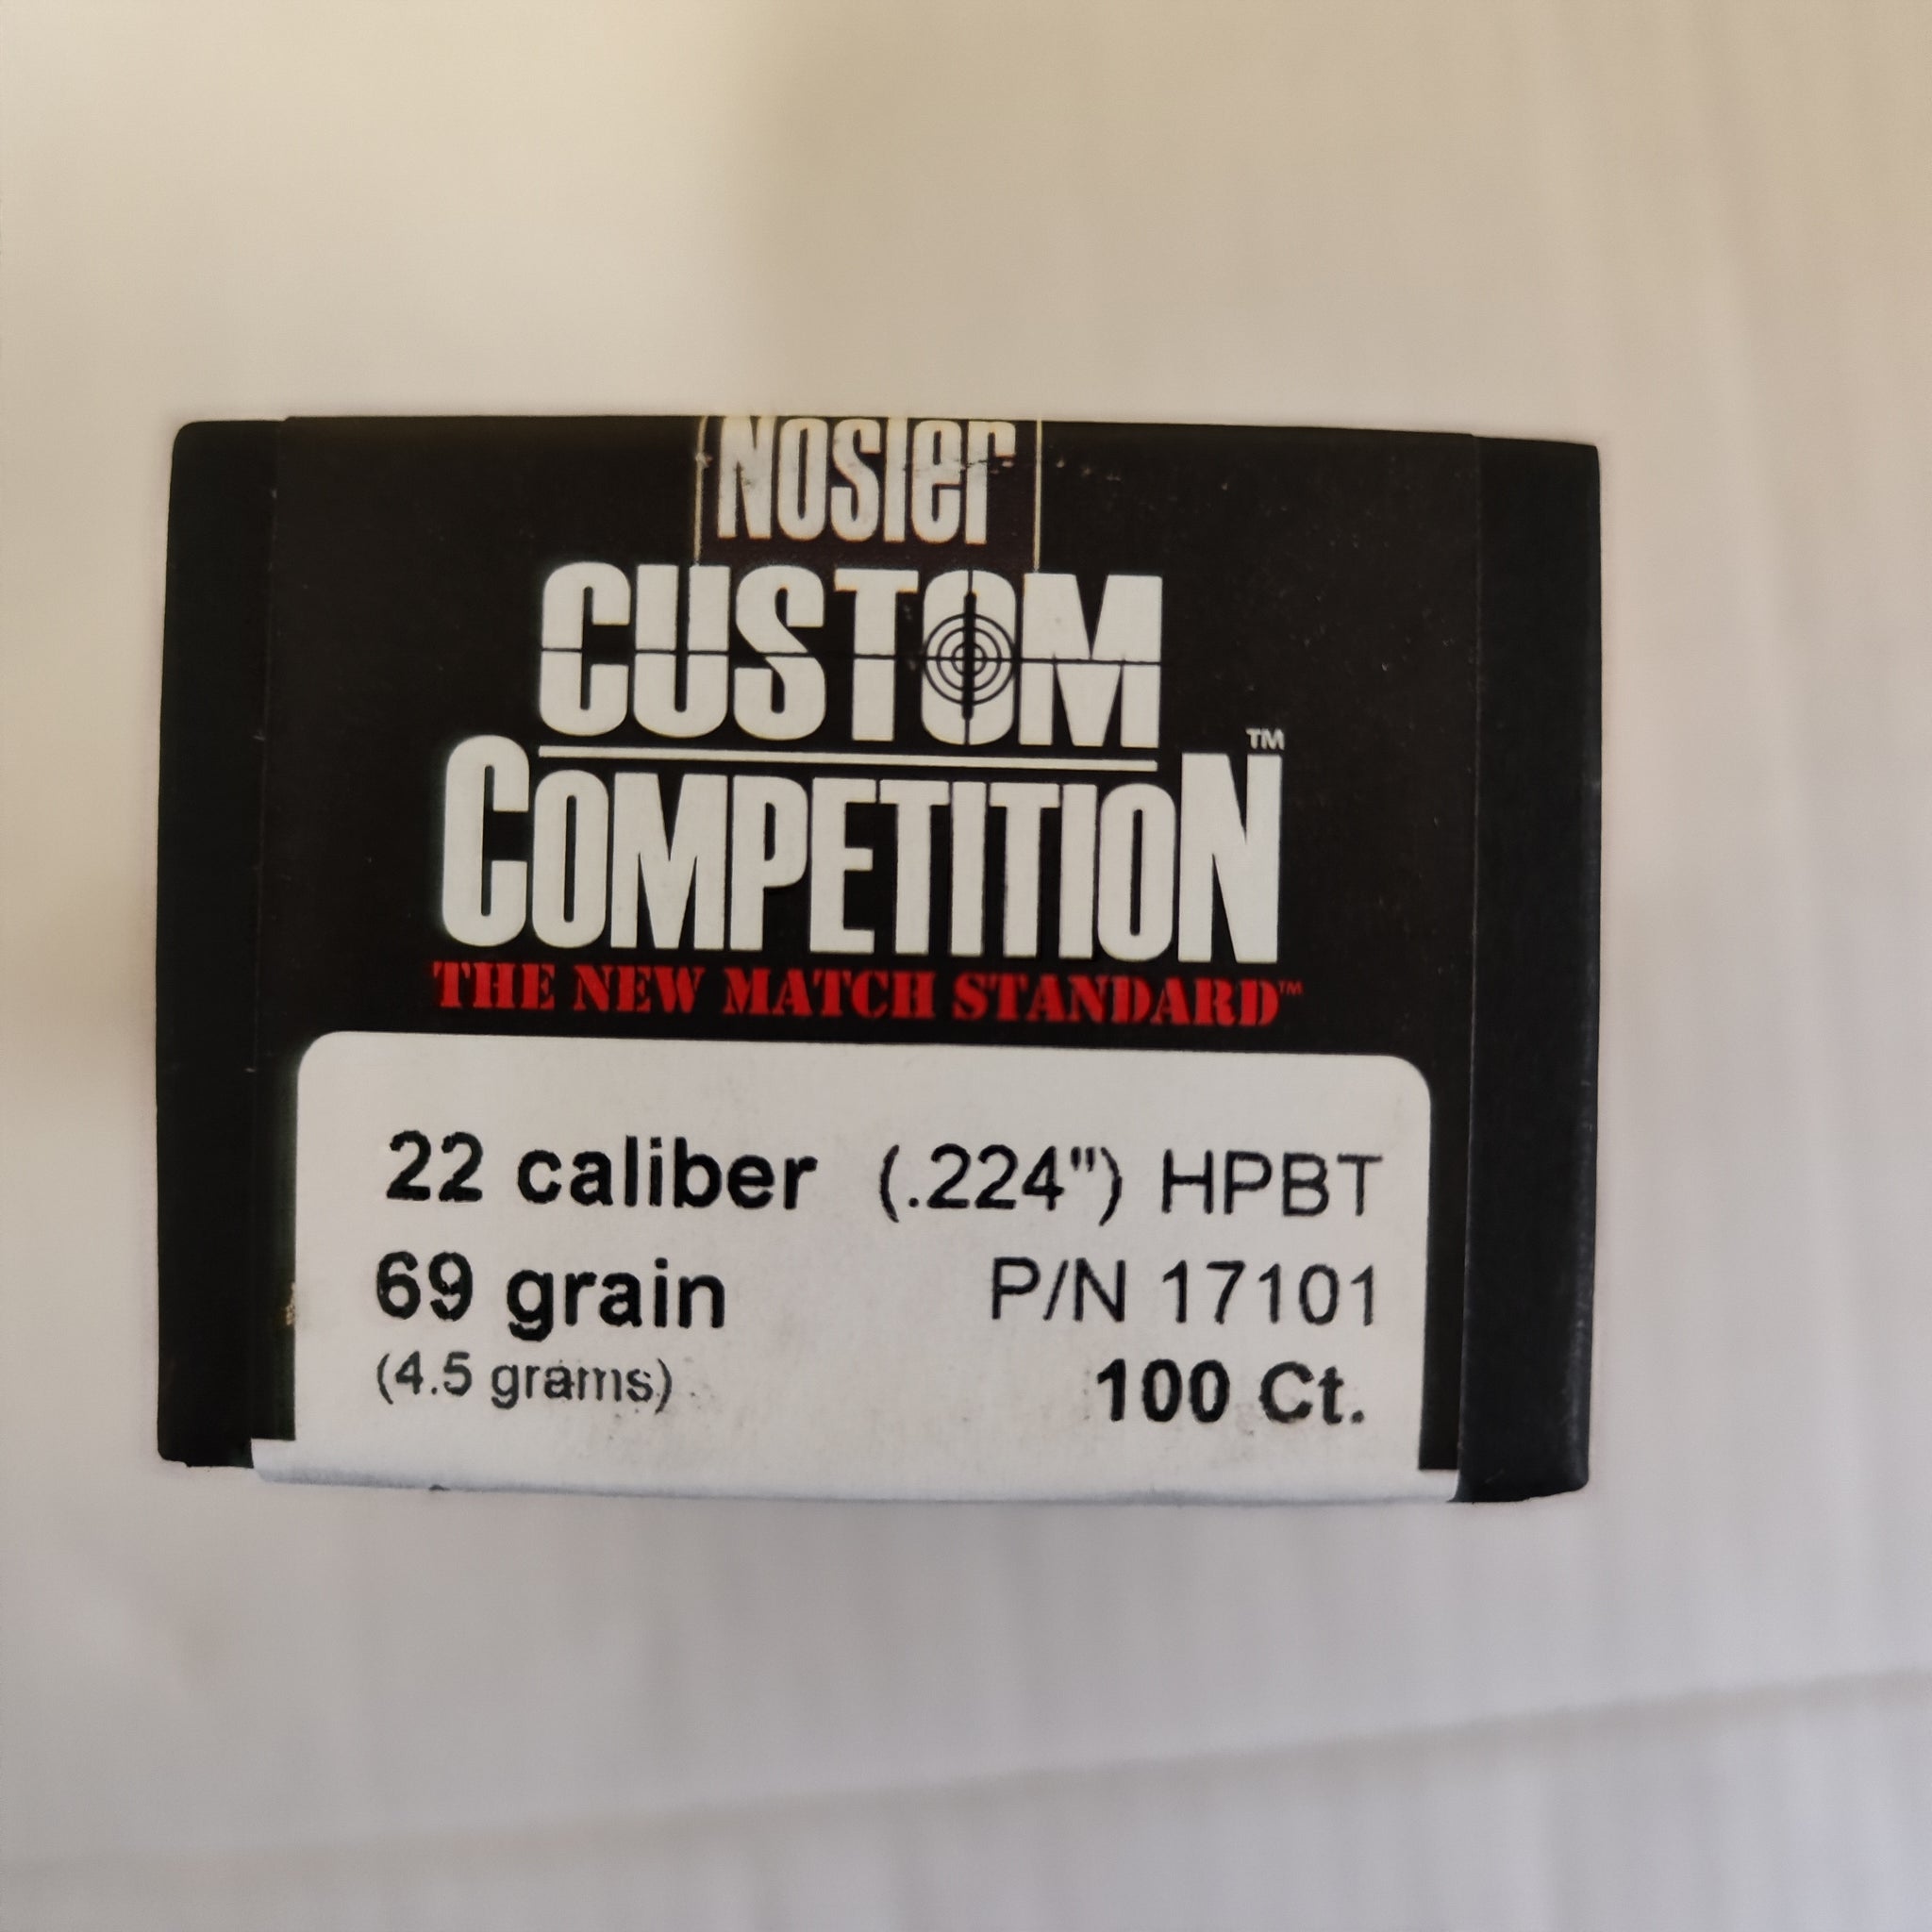 Nosler
CUSTOM
COMPETITION™
THE NEW MATCH STANDARD™
22 caliber (.224") HPBT
69 grain P/N 17101
(4.5 grams) 100 Ct.